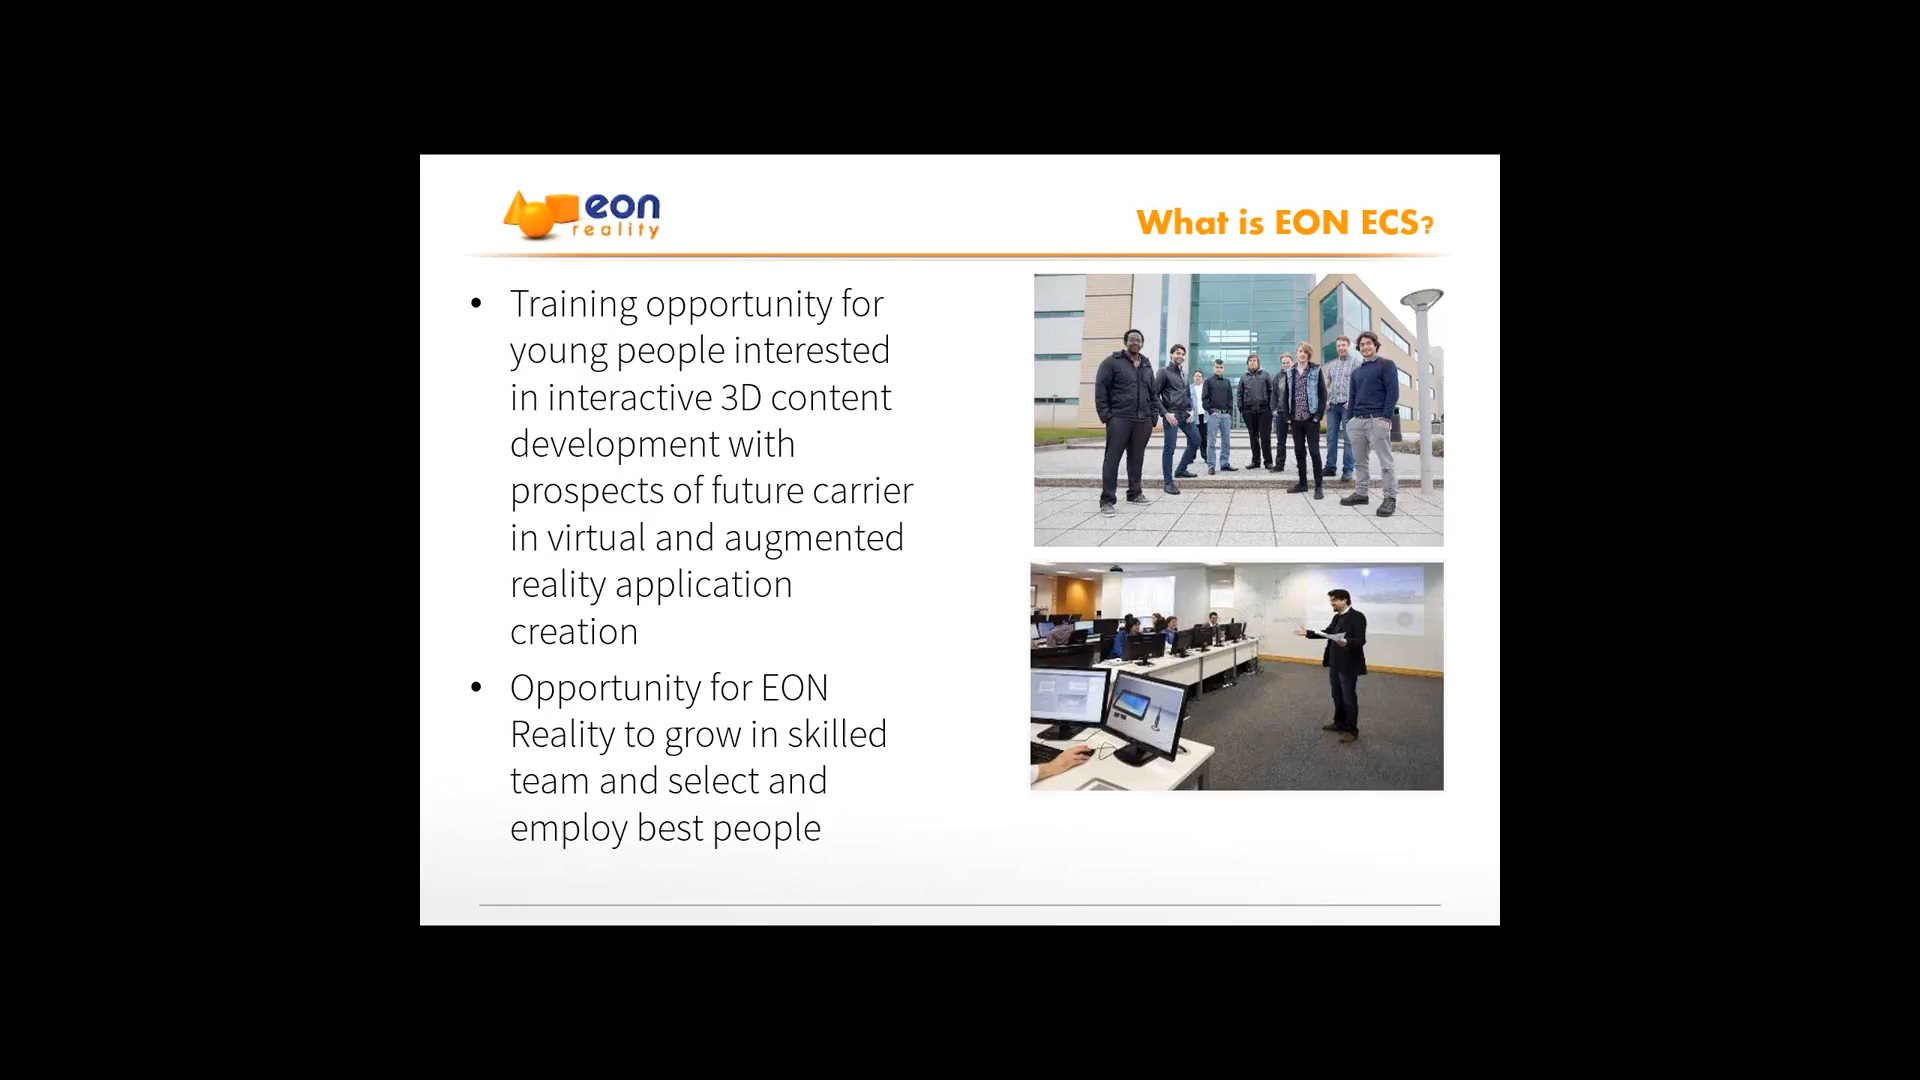 eon
reality
What is EON ECS?
• Training opportunity for
young people interested
in interactive 3D content
development with
prospects of future carrier
in virtual and augmented
reality application
creation
• Opportunity for EON
Reality to grow in skilled
team and select and
employ best people